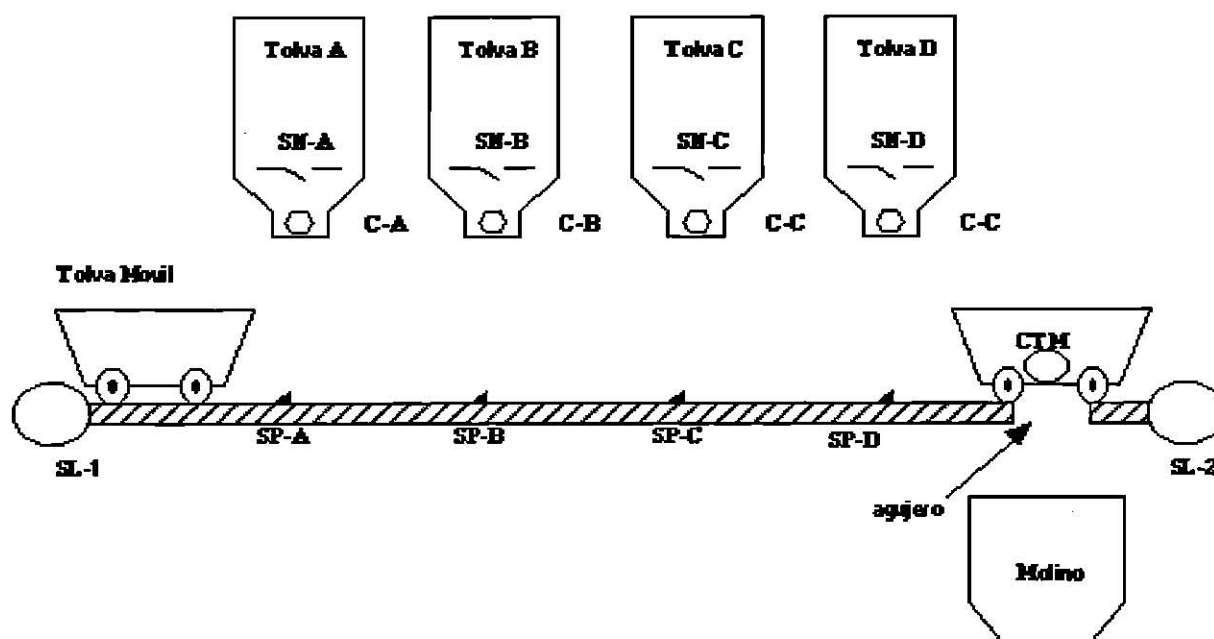 Tolva A
Tolva B
Tolva C
Tolva D
SN-A
SN-B
SN-C
SN-D
C-A
C-B
C-C
C-C
Tolva Movil
CTM
SP-A
SP-B
SP-C
SP-D
SL-1
SL-2
agujero
Molino